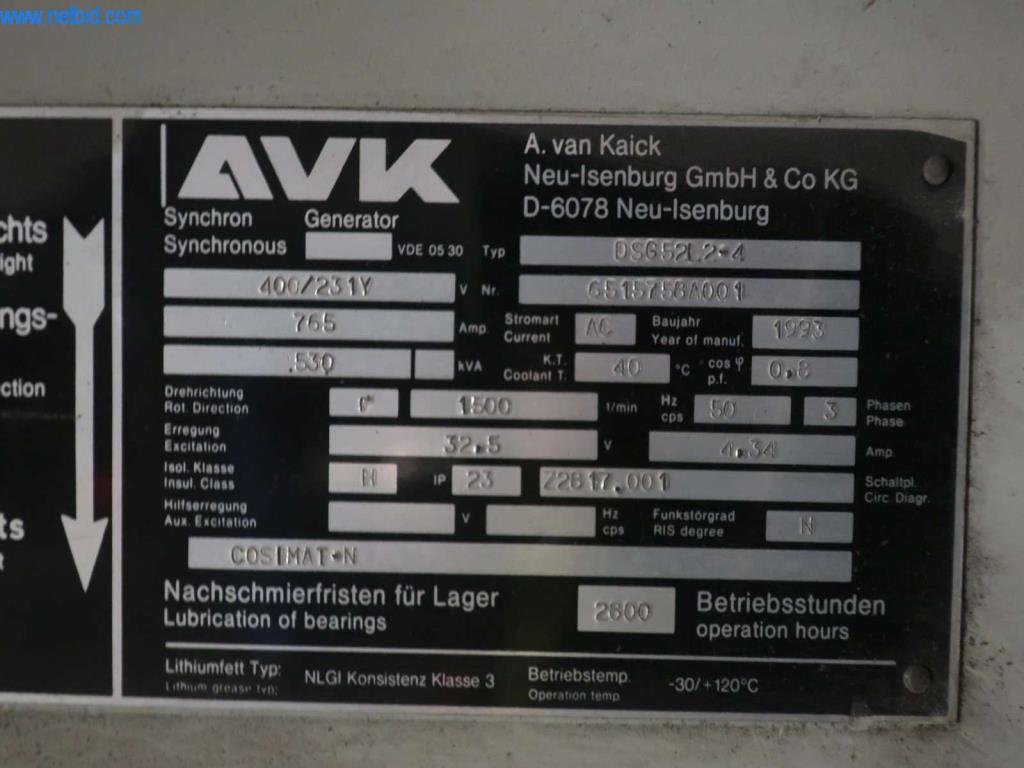 www.netbid.com
chts
ight
ngs-
ction
ts
AVK
A. van Kaick
Neu-Isenburg GmbH & Co KG
D-6078 Neu-Isenburg
Synchron Generator
Synchronous VDE 0530 Typ DSG52L2*4
400/231Y V Nr. 6515758A001
765 Amp. Stromart Current AC Baujahr Year of manuf. 1993
530 kVA K.T. Coolant T. 40 °C cos φ p.f. 0,8
Drehrichtung
Rot. Direction 1500 1/min Hz cps 50 3 Phasen Phase
Erregung
Excitation 32.5 V 4.34 Amp.
Isol. Klasse
Insul. Class H IP 23 Z2817.001 Schaltpl. Circ. Diagr.
Hilfserregung
Aux. Excitation V Hz cps Funkstörgrad RIS degree N
COSIMAT*N
Nachschmierfristen für Lager
Lubrication of bearings
Betriebsstunden
operation hours
Lithiumfett Typ: NLGI Konsistenz Klasse 3 Betriebstemp. -30/+120°C
Lithium grease typ: Operation temp.